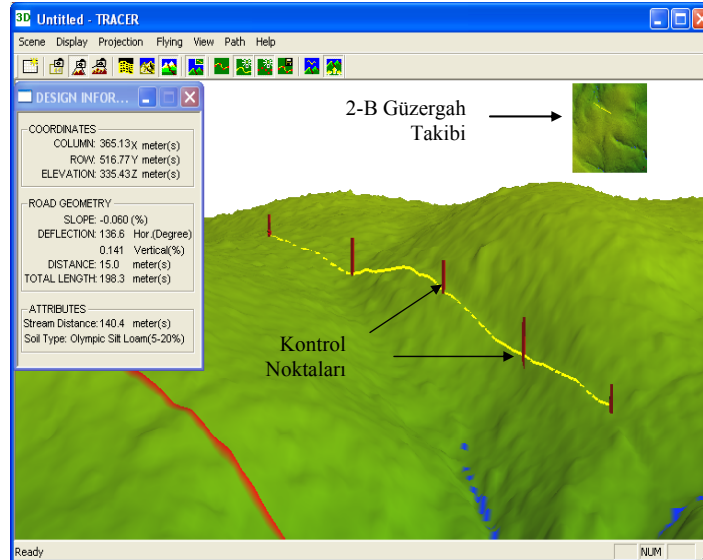 3D Untitled - TRACER
Scene Display Projection Flying View Path Help
DESIGN INFOR...
COORDINATES
COLUMN: 365.13 X meter(s)
ROW: 516.77 Y meter(s)
ELEVATION: 335.43 Z meter(s)
ROAD GEOMETRY
SLOPE: -0.060 (%)
DEFLECTION: 136.6 Hor.(Degree)
0.141 Vertical(%)
DISTANCE: 15.0 meter(s)
TOTAL LENGTH: 198.3 meter(s)
ATTRIBUTES
Stream Distance: 140.4 meter(s)
Soil Type: Olympic Silt Loam(5-20%)
2-B Güzergah
Takibi
Kontrol
Noktaları
Ready
NUM